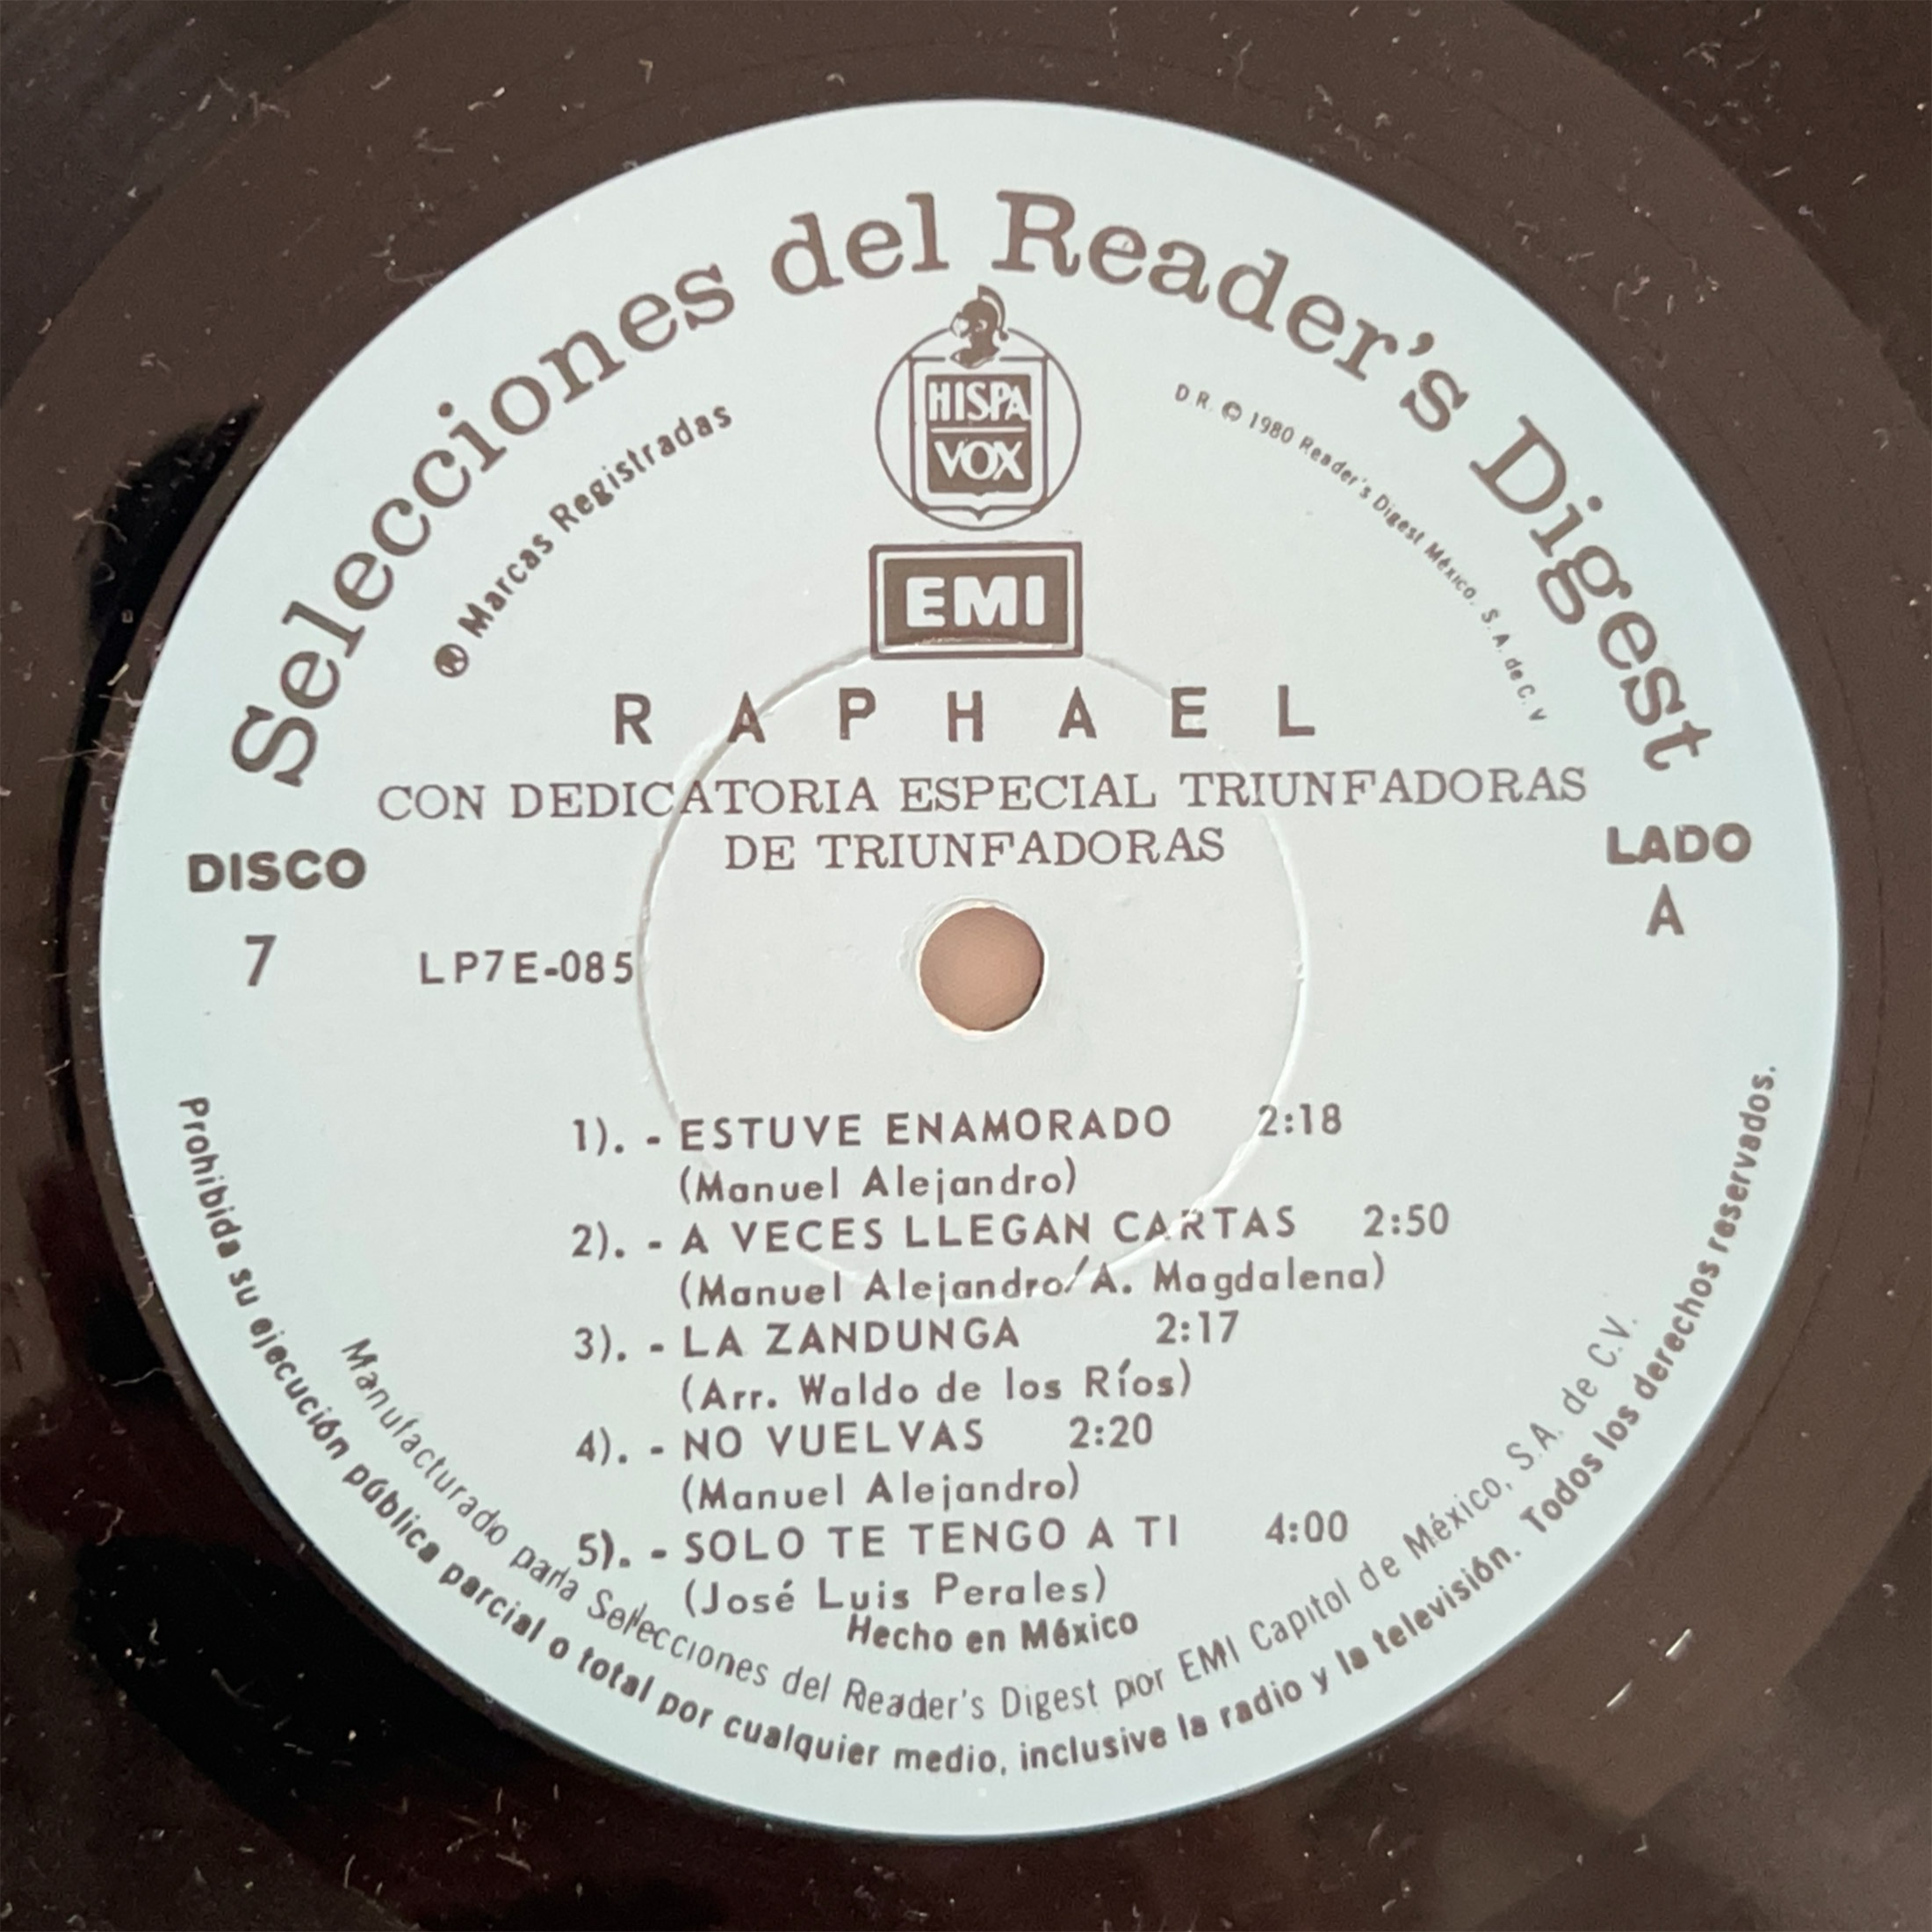 Selecciones del Reader's Digest
Marcas Registradas
D.R. © 1980 Reader's Digest México. S.A. de C.V
HISPA
VOX
EMI
RAPHAEL
CON DEDICATORIA ESPECIAL TRIUNFADORAS
DE TRIUNFADORAS
DISCO
7
LP7E-085
LADO
A
1). - ESTUVE ENAMORADO 2:18
(Manuel Alejandro)
2). - A VECES LLEGAN CARTAS 2:50
(Manuel Alejandro/A. Magdalena)
3). - LA ZANDUNGA 2:17
(Arr. Waldo de los Ríos)
4). - NO VUELVAS 2:20
(Manuel Alejandro)
5). - SOLO TE TENGO A TI 4:00
(José Luis Perales)
Hecho en México
Manufacturado para Selecciones del Reader's Digest por EMI Capitol de México, S.A. de C.V.
Prohibida su ejecución pública parcial o total por cualquier medio, inclusive la radio y la televisión. Todos los derechos reservados.